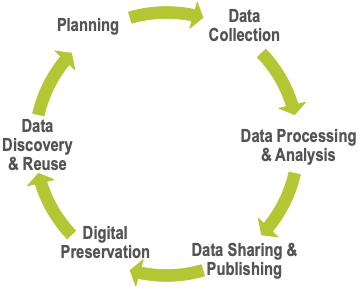 Planning
Data
Collection
Data Processing
& Analysis
Data Sharing &
Publishing
Digital
Preservation
Data
Discovery
& Reuse